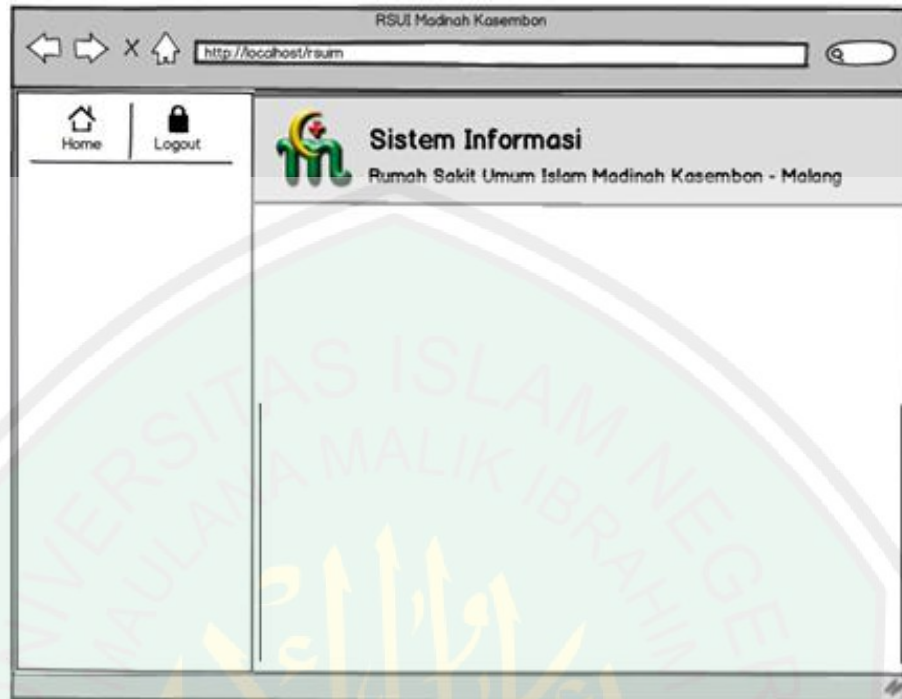 RSUI Madinah Kasembon
http://localhost/rsuim
Home
Logout
Sistem Informasi
Rumah Sakit Umum Islam Madinah Kasembon - Malang
UNIVERSITAS ISLAM NEGERI
MAULANA MALIK IBRAHIM